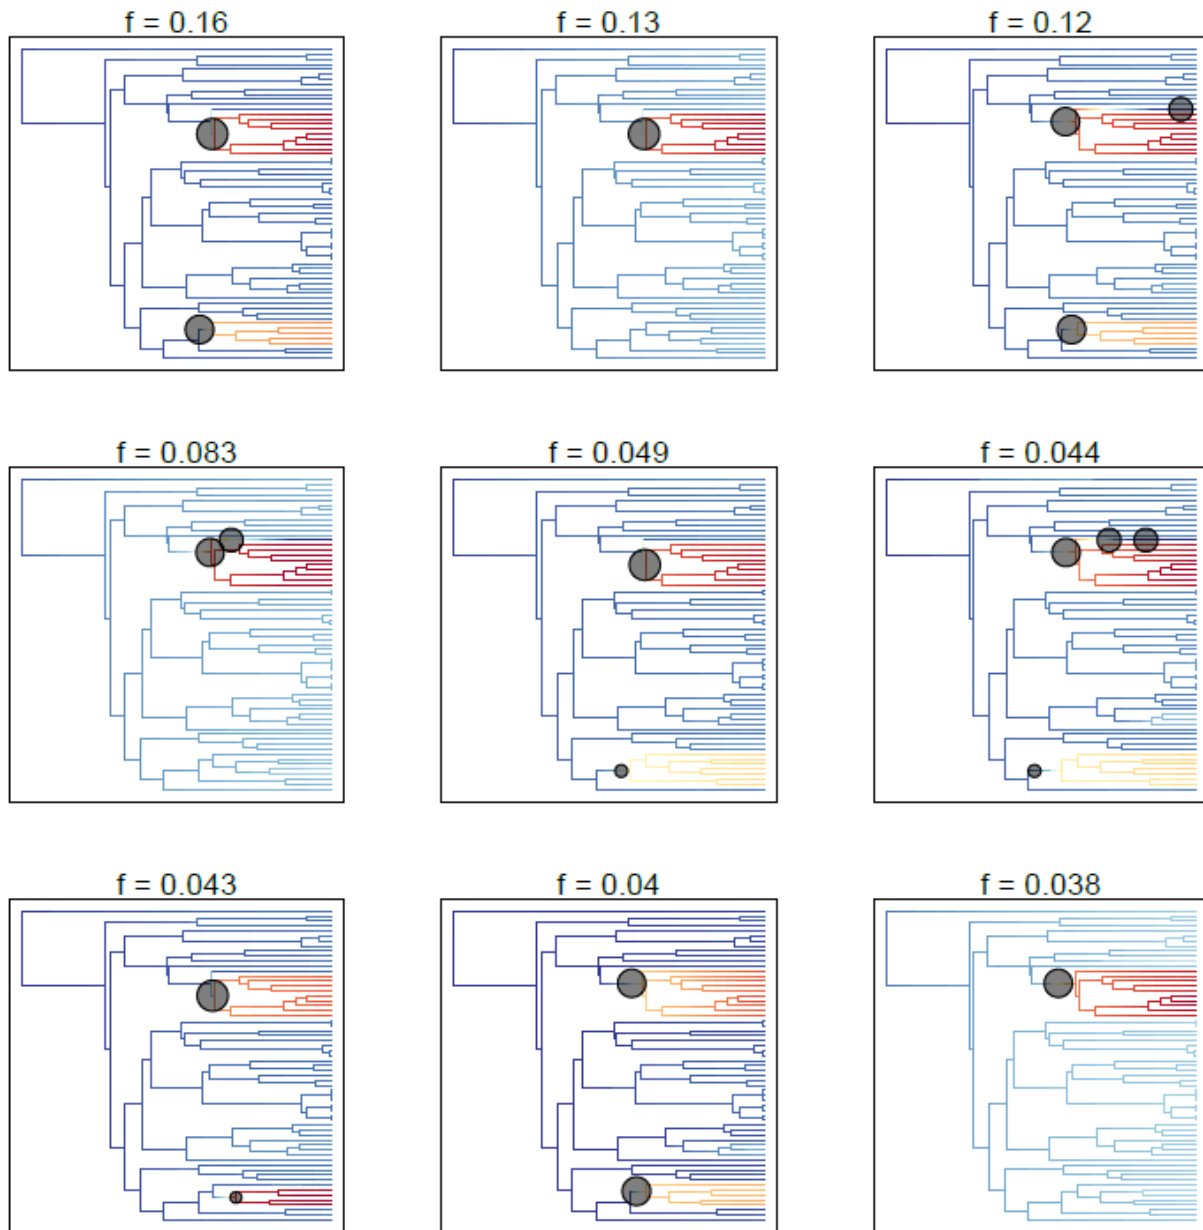 f = 0.16
f = 0.13
f = 0.12
f = 0.083
f = 0.049
f = 0.044
f = 0.043
f = 0.04
f = 0.038